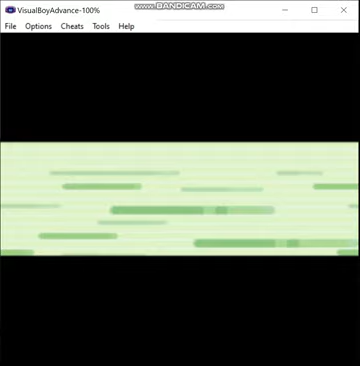 www.BANDICAM.com
VisualBoyAdvance-100%
File Options Cheats Tools Help